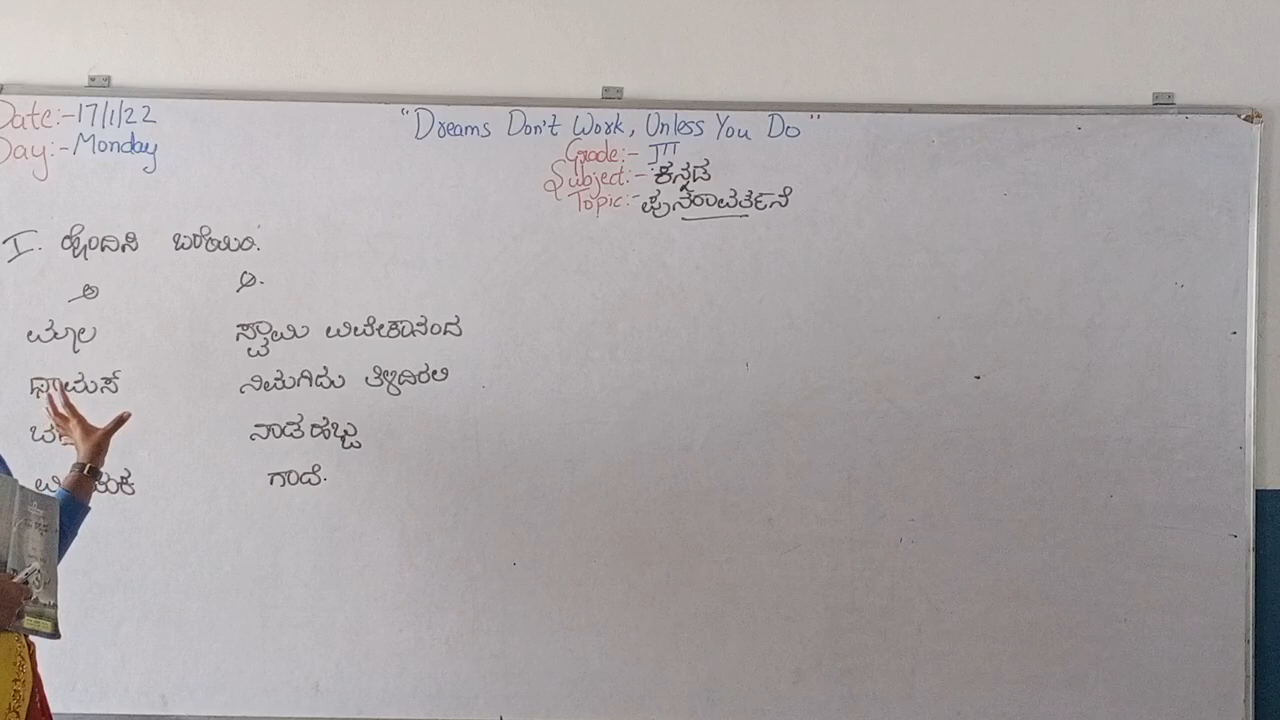 Date:-17/1/22
Day:-Monday
"Dreams Don't Work, Unless You Do"
Grade:- III
Subject:- ಕನ್ನಡ
Topic:- ಪುನರಾವರ್ತನೆ
I. ಹೊಂದಿಸಿ ಬರೆಯಿರಿ.
ಅ ಬ.
ಸ್ವಾಮಿ ವಿವೇಕಾನಂದ
ಥಾಮಸ್ ನಿಮಗಿದು ತಿಳಿದಿರಲಿ
ನಾಡಹಬ್ಬ
ಗಾದೆ.